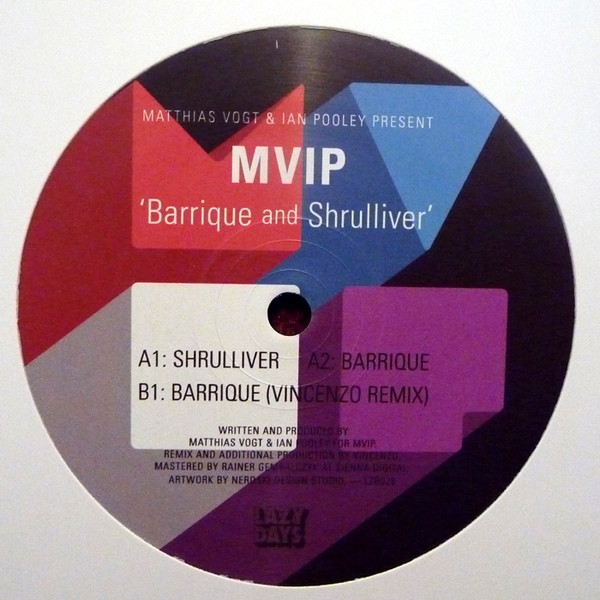 MATTHIAS VOGT & IAN POOLEY PRESENT
MVIP
'Barrique and Shrulliver'
A1: SHRULLIVER A2: BARRIQUE
B1: BARRIQUE (VINCENZO REMIX)
WRITTEN AND PRODUCED BY
MATTHIAS VOGT & IAN POOLEY FOR MVIP.
REMIX AND ADDITIONAL PRODUCTION BY VINCENZO.
MASTERED BY RAINER AT SIENNA DIGITAL
ARTWORK BY DESIGN STUDIO. —
LAZY
DAYS